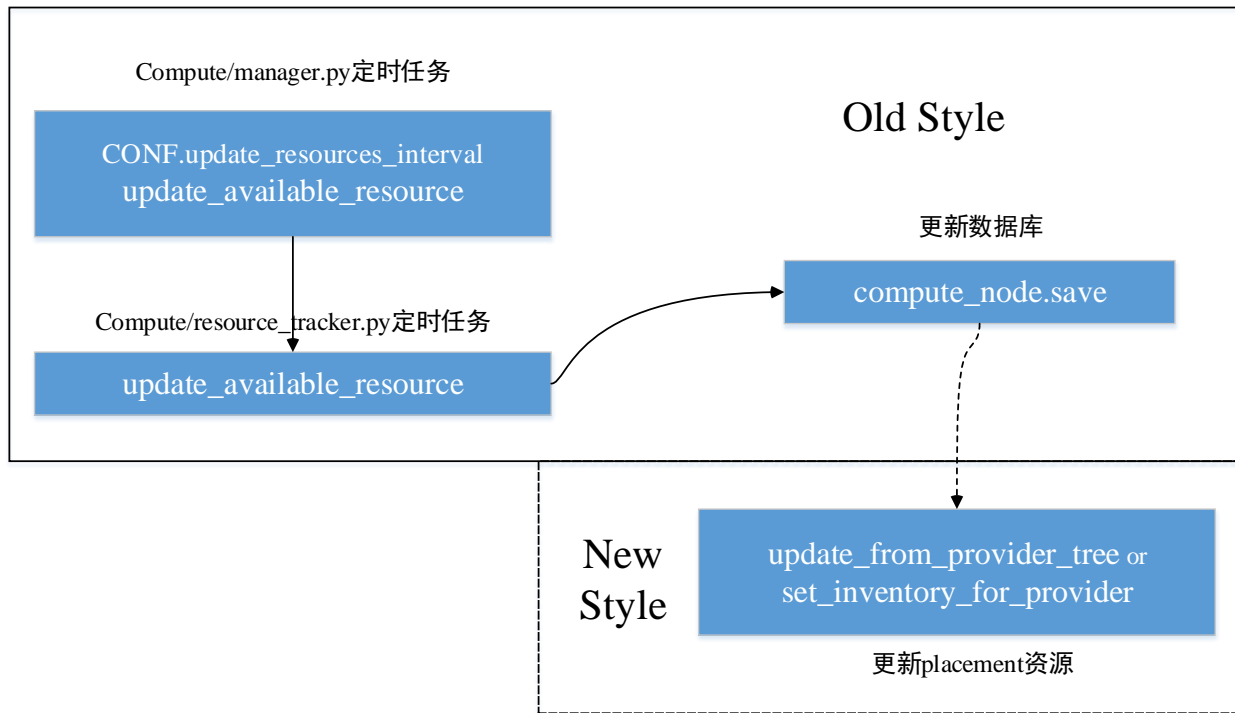 Compute/manager.py定时任务
CONF.update_resources_interval
update_available_resource
Old Style
更新数据库
compute_node.save
Compute/resource_tracker.py定时任务
update_available_resource
New
Style
update_from_provider_tree or
set_inventory_for_provider
更新placement资源